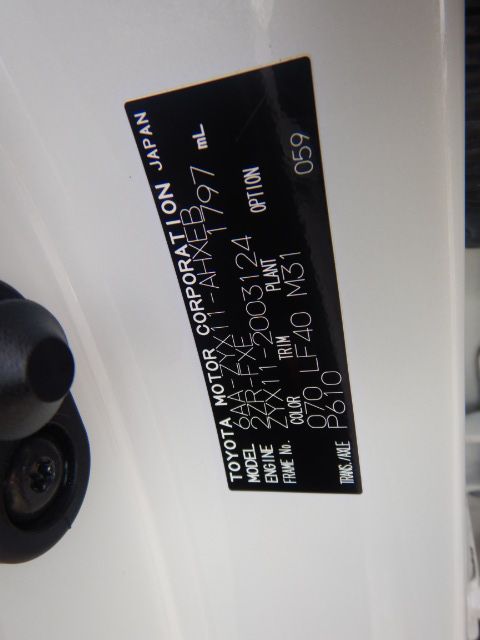 TOYOTA MOTOR CORPORATION JAPAN
MODEL 6AA-ZYX11-AHXEB
ENGINE 2ZR-FXE 1797 mL
FRAME No. ZYX11-2003124
COLOR TRIM PLANT OPTION
070 LF40 M31 059
TRANS./AXLE P610